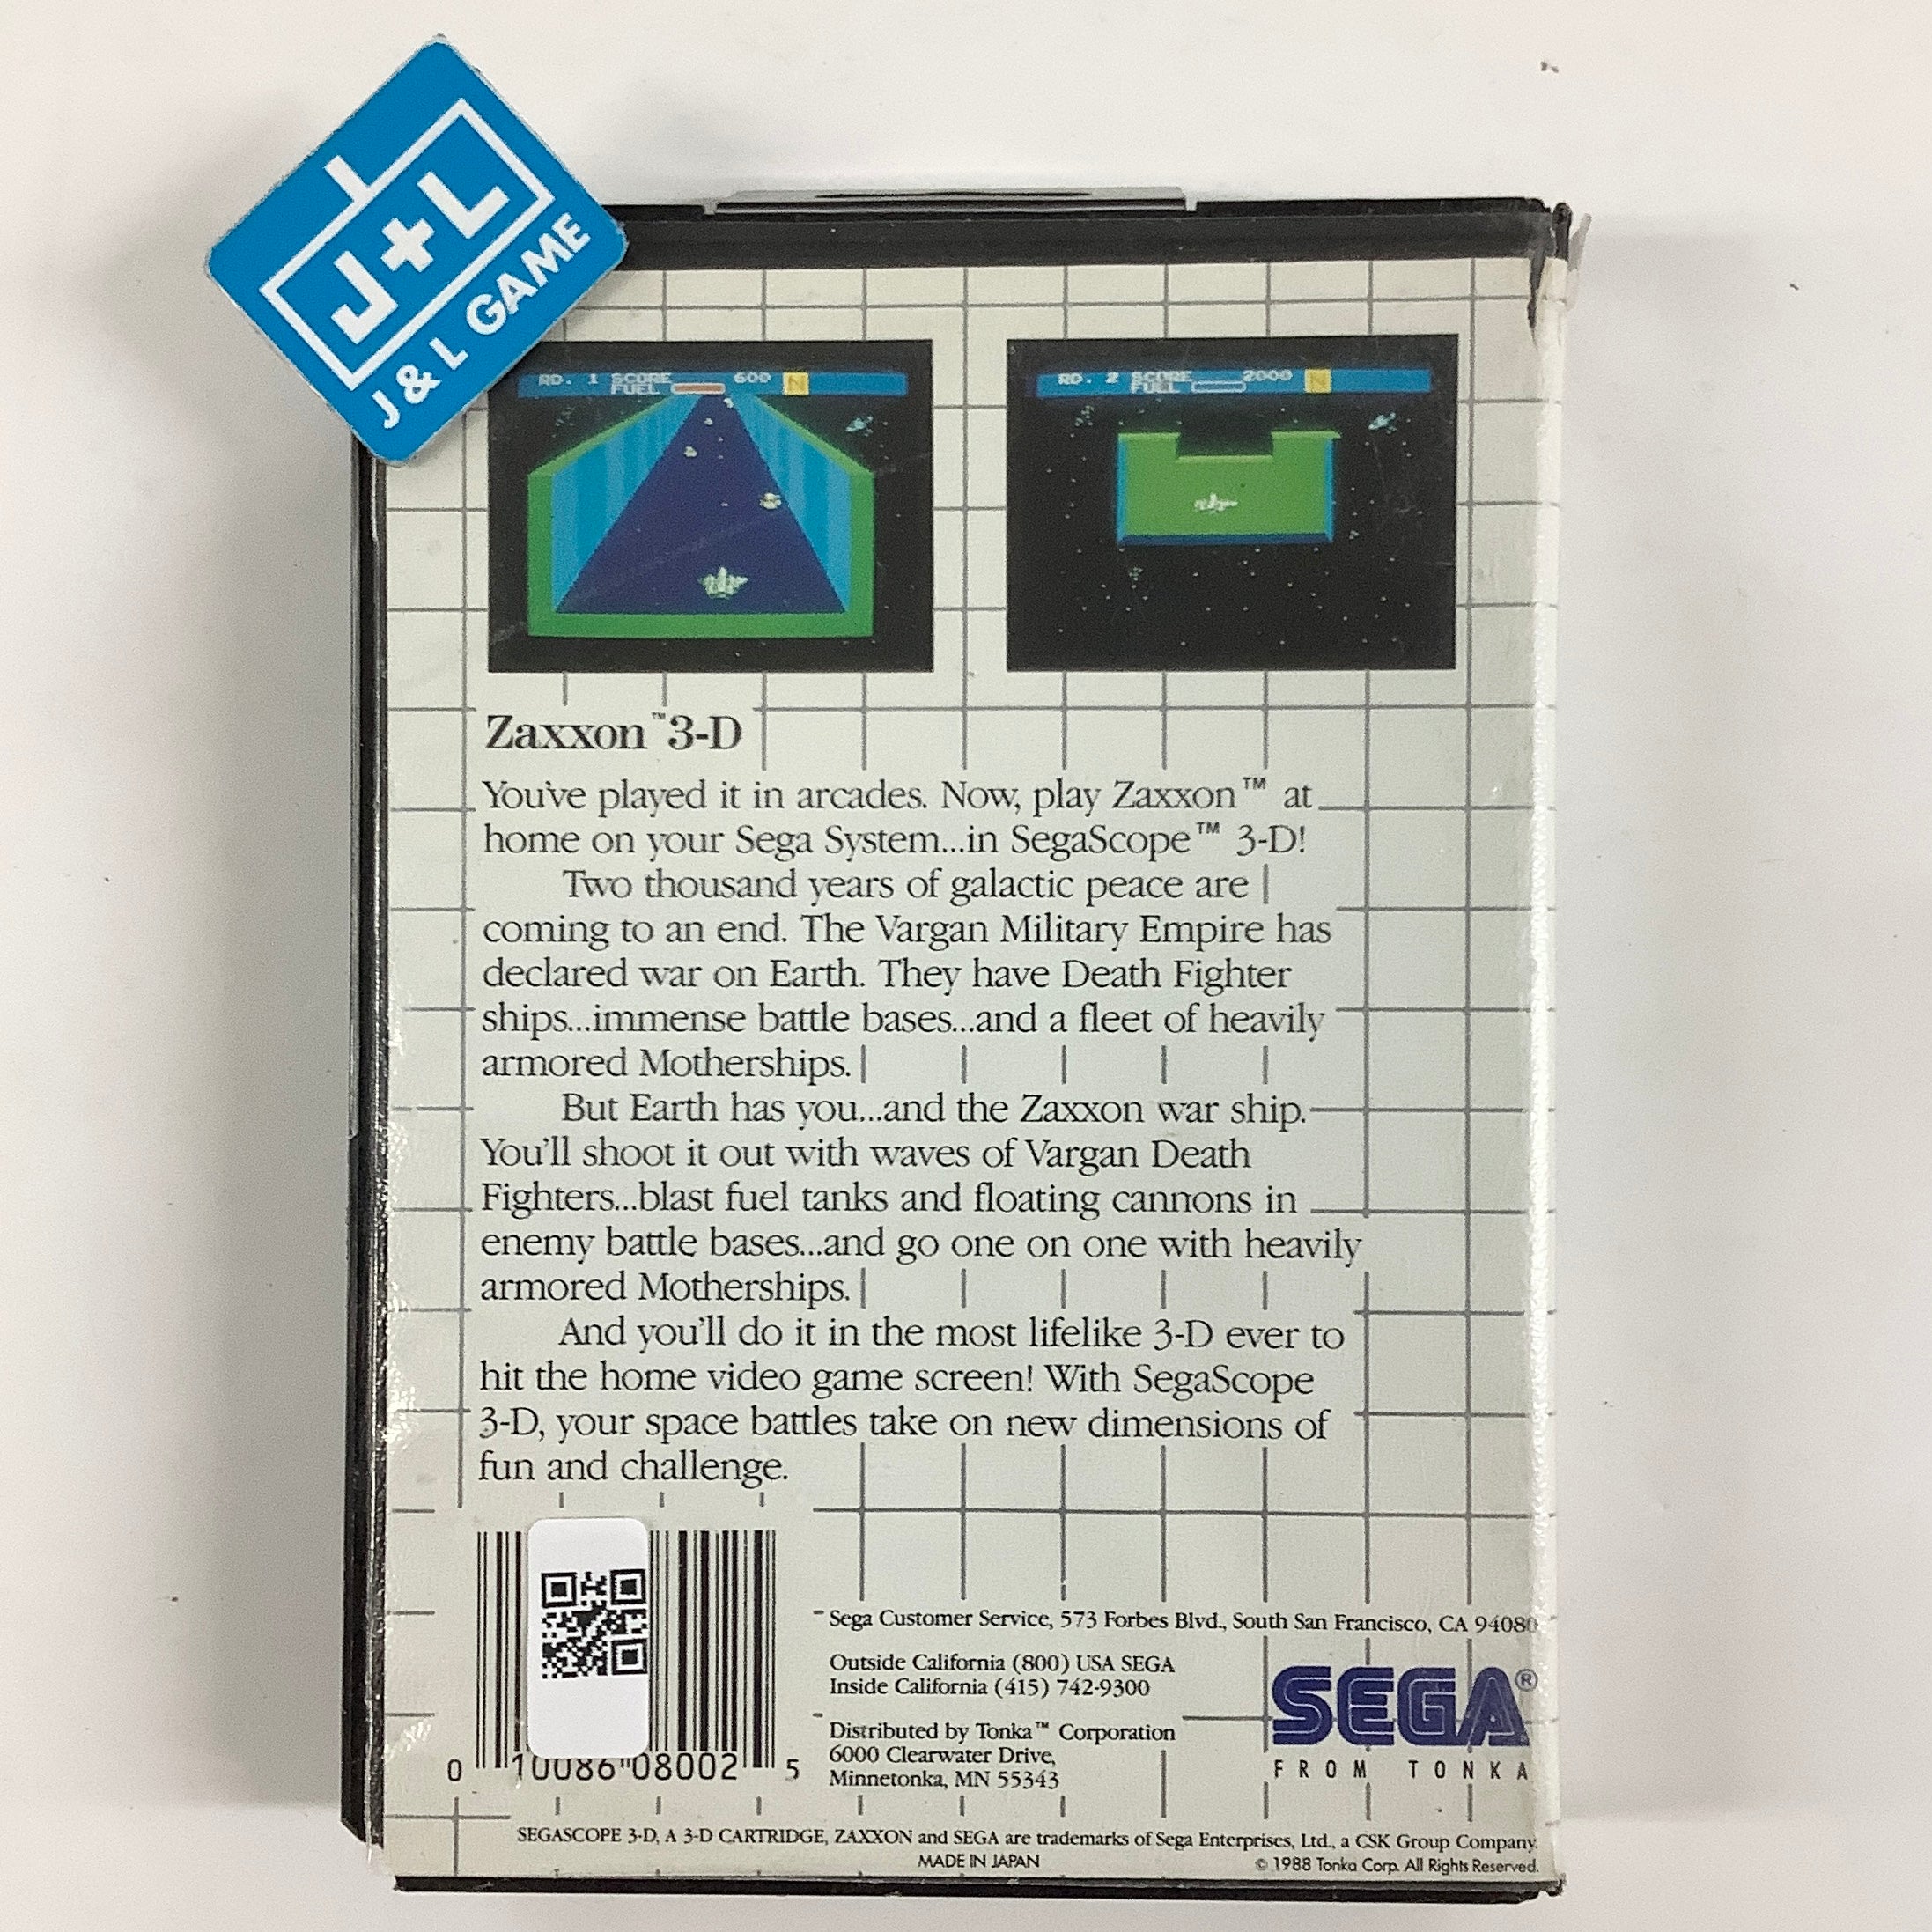 J+L
J & L GAME
RD. 1 SCORE 600 N
FUEL
RD. 2 SCORE 2000 N
FUEL
Zaxxon™ 3-D
You've played it in arcades. Now, play Zaxxon™ at
home on your Sega System...in SegaScope™ 3-D!
Two thousand years of galactic peace are
coming to an end. The Vargan Military Empire has
declared war on Earth. They have Death Fighter
ships...immense battle bases...and a fleet of heavily
armored Motherships.
But Earth has you...and the Zaxxon war ship.
You'll shoot it out with waves of Vargan Death
Fighters...blast fuel tanks and floating cannons in
enemy battle bases...and go one on one with heavily
armored Motherships.
And you'll do it in the most lifelike 3-D ever to
hit the home video game screen! With SegaScope
3-D, your space battles take on new dimensions of
fun and challenge.
0 10086 08002 5
Sega Customer Service, 573 Forbes Blvd., South San Francisco, CA 94080
Outside California (800) USA SEGA
Inside California (415) 742-9300
Distributed by Tonka™ Corporation
6000 Clearwater Drive,
Minnetonka, MN 55343
SEGA®
FROM TONKA
SEGASCOPE 3-D, A 3-D CARTRIDGE, ZAXXON and SEGA are trademarks of Sega Enterprises, Ltd., a CSK Group Company.
MADE IN JAPAN
© 1988 Tonka Corp. All Rights Reserved.